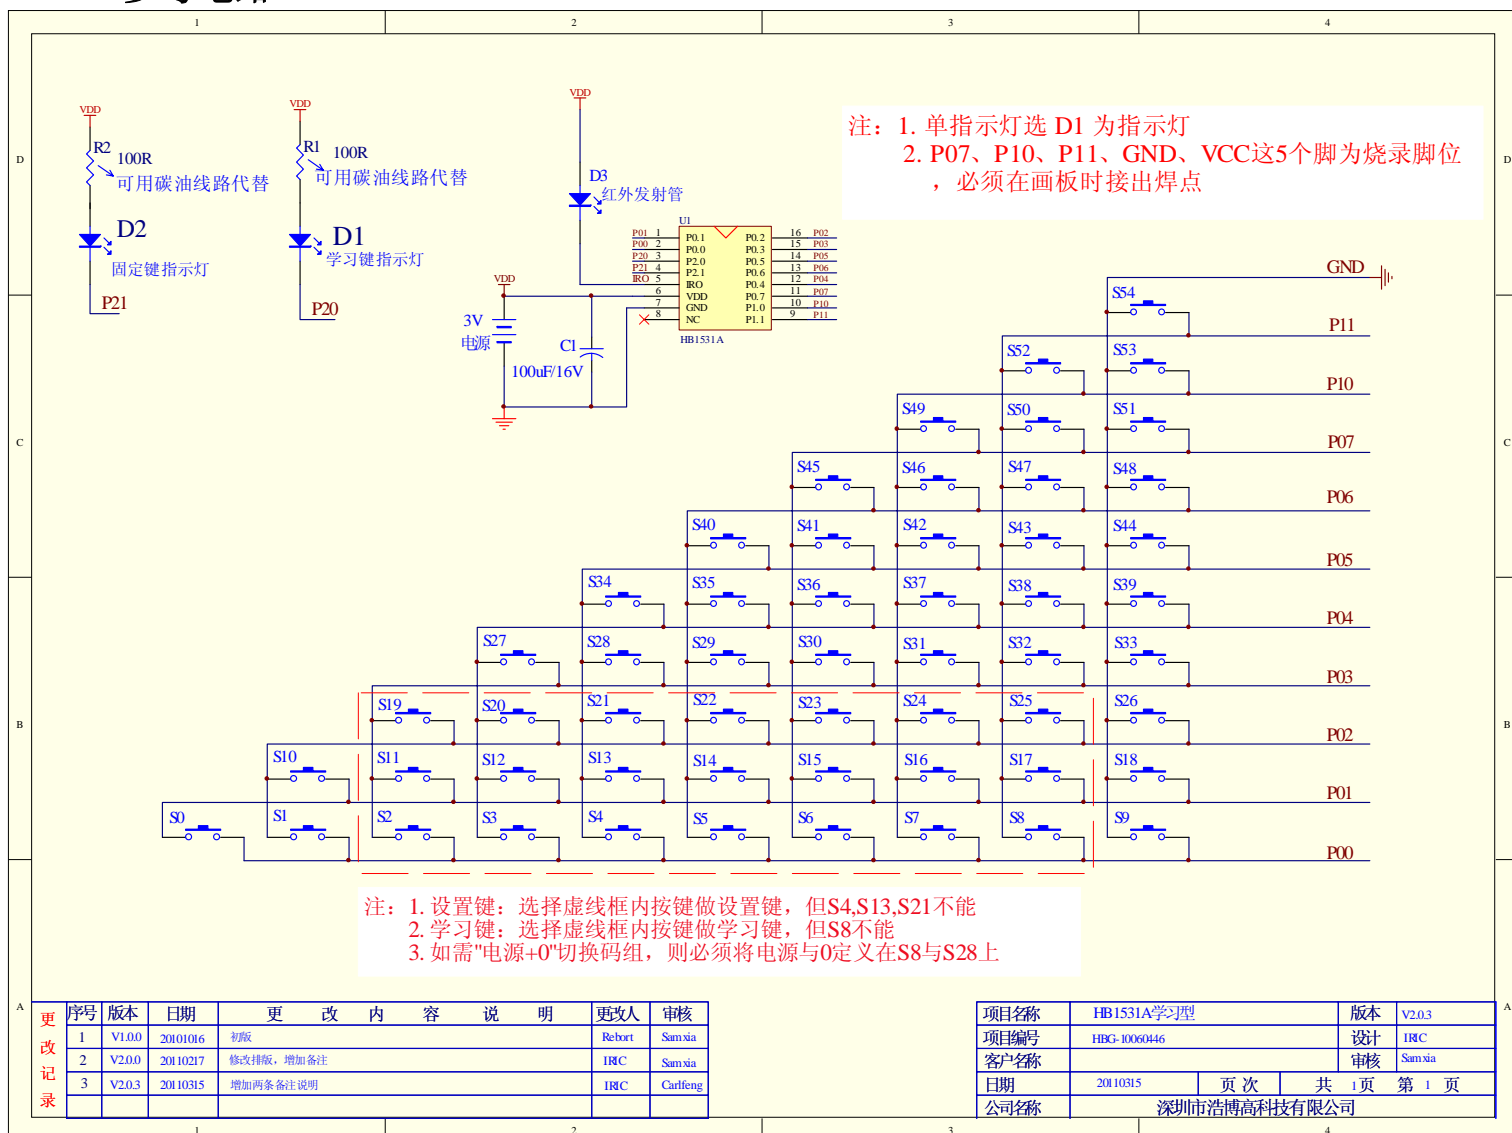 1 2 3 4
D
D
C
C
B
B
A
A
VDD
R2
100R
可用碳油线路代替
D2
固定键指示灯
P21
VDD
R1
100R
可用碳油线路代替
D1
学习键指示灯
P20
VDD
D3
红外发射管
注：1. 单指示灯选 D1 为指示灯
2. P07、P10、P11、GND、VCC这5个脚为烧录脚位
，必须在画板时接出焊点
U1
P01 1 P0.1 P0.2 16 P02
P00 2 P0.0 P0.3 15 P03
P20 3 P2.0 P0.5 14 P05
P21 4 P2.1 P0.6 13 P06
IRO 5 IRO P0.4 12 P04
6 VDD P0.7 11 P07
7 GND P1.0 10 P10
8 NC P1.1 9 P11
HB1531A
VDD
3V
电源
C1
100uF/16V
GND
S54
P11
S52 S53
P10
S49 S50 S51
P07
S45 S46 S47 S48
P06
S40 S41 S42 S43 S44
P05
S34 S35 S36 S37 S38 S39
P04
S27 S28 S29 S30 S31 S32 S33
P03
S19 S20 S21 S22 S23 S24 S25 S26
P02
S10 S11 S12 S13 S14 S15 S16 S17 S18
P01
S0 S1 S2 S3 S4 S5 S6 S7 S8 S9
P00
注：1. 设置键：选择虚线框内按键做设置键，但S4,S13,S21不能
2. 学习键：选择虚线框内按键做学习键，但S8不能
3. 如需"电源+0"切换码组，则必须将电源与0定义在S8与S28上
更改记录
序号 版本 日期 更改内容说明 更改人 审核
1 V1.0.0 20101016 初版 Rebort Samxia
2 V2.0.0 20110217 修改排版，增加备注 IRIC Samxia
3 V2.0.3 20110315 增加两条备注说明 IRIC Carlfeng
项目名称 HB1531A学习型 版本 V2.0.3
项目编号 HBG-10060446 设计 IRIC
客户名称 审核 Samxia
日期 20110315 页次 共 1页 第 1 页
公司名称 深圳市浩博高科技有限公司
1 2 3 4